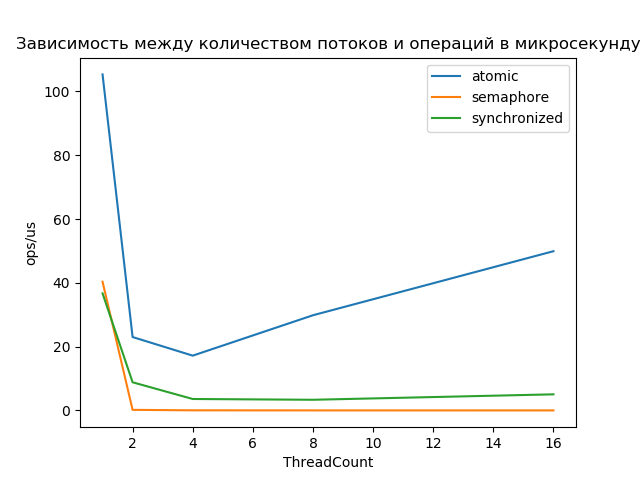 Зависимость между количеством потоков и операций в микросекунду
atomic
semaphore
synchronized
100
80
60
40
20
0
ops/us
2 4 6 8 10 12 14 16
ThreadCount